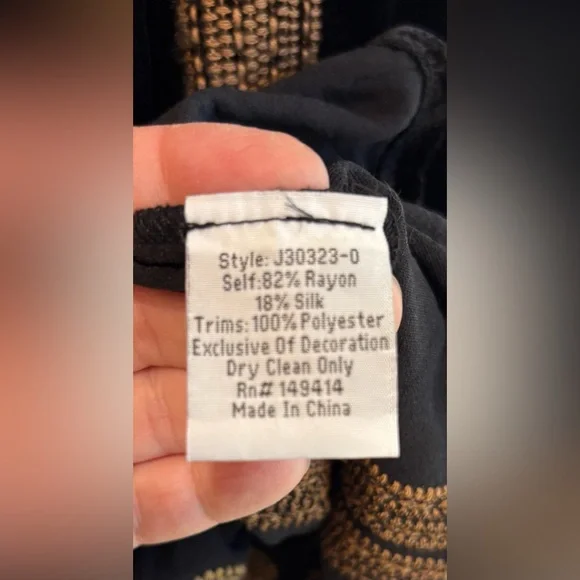 Style: J30323-0
Self:82% Rayon
18% Silk
Trims: 100% Polyester
Exclusive Of Decoration
Dry Clean Only
Rn# 149414
Made In China